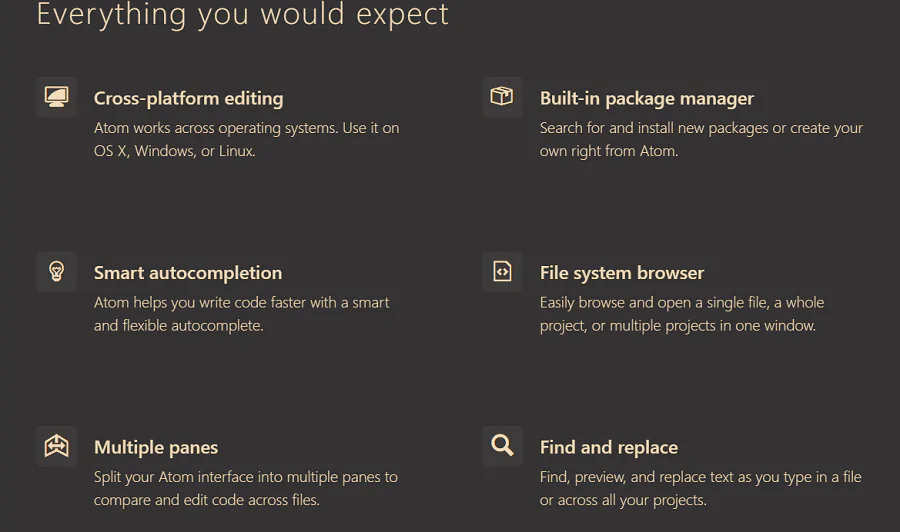 Everything you would expect
Cross-platform editing
Atom works across operating systems. Use it on
OS X, Windows, or Linux.
Built-in package manager
Search for and install new packages or create your
own right from Atom.
Smart autocompletion
Atom helps you write code faster with a smart
and flexible autocomplete.
File system browser
Easily browse and open a single file, a whole
project, or multiple projects in one window.
Multiple panes
Split your Atom interface into multiple panes to
compare and edit code across files.
Find and replace
Find, preview, and replace text as you type in a file
or across all your projects.